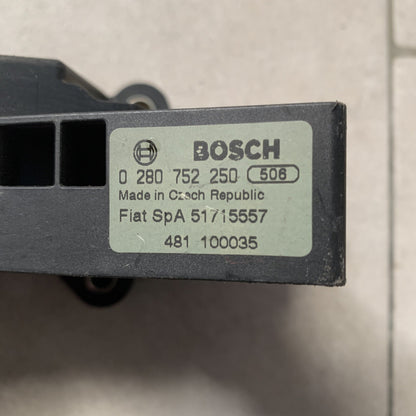 BOSCH
0 280 752 250 506
Made in Czech Republic
Fiat SpA 51715557
481 100035